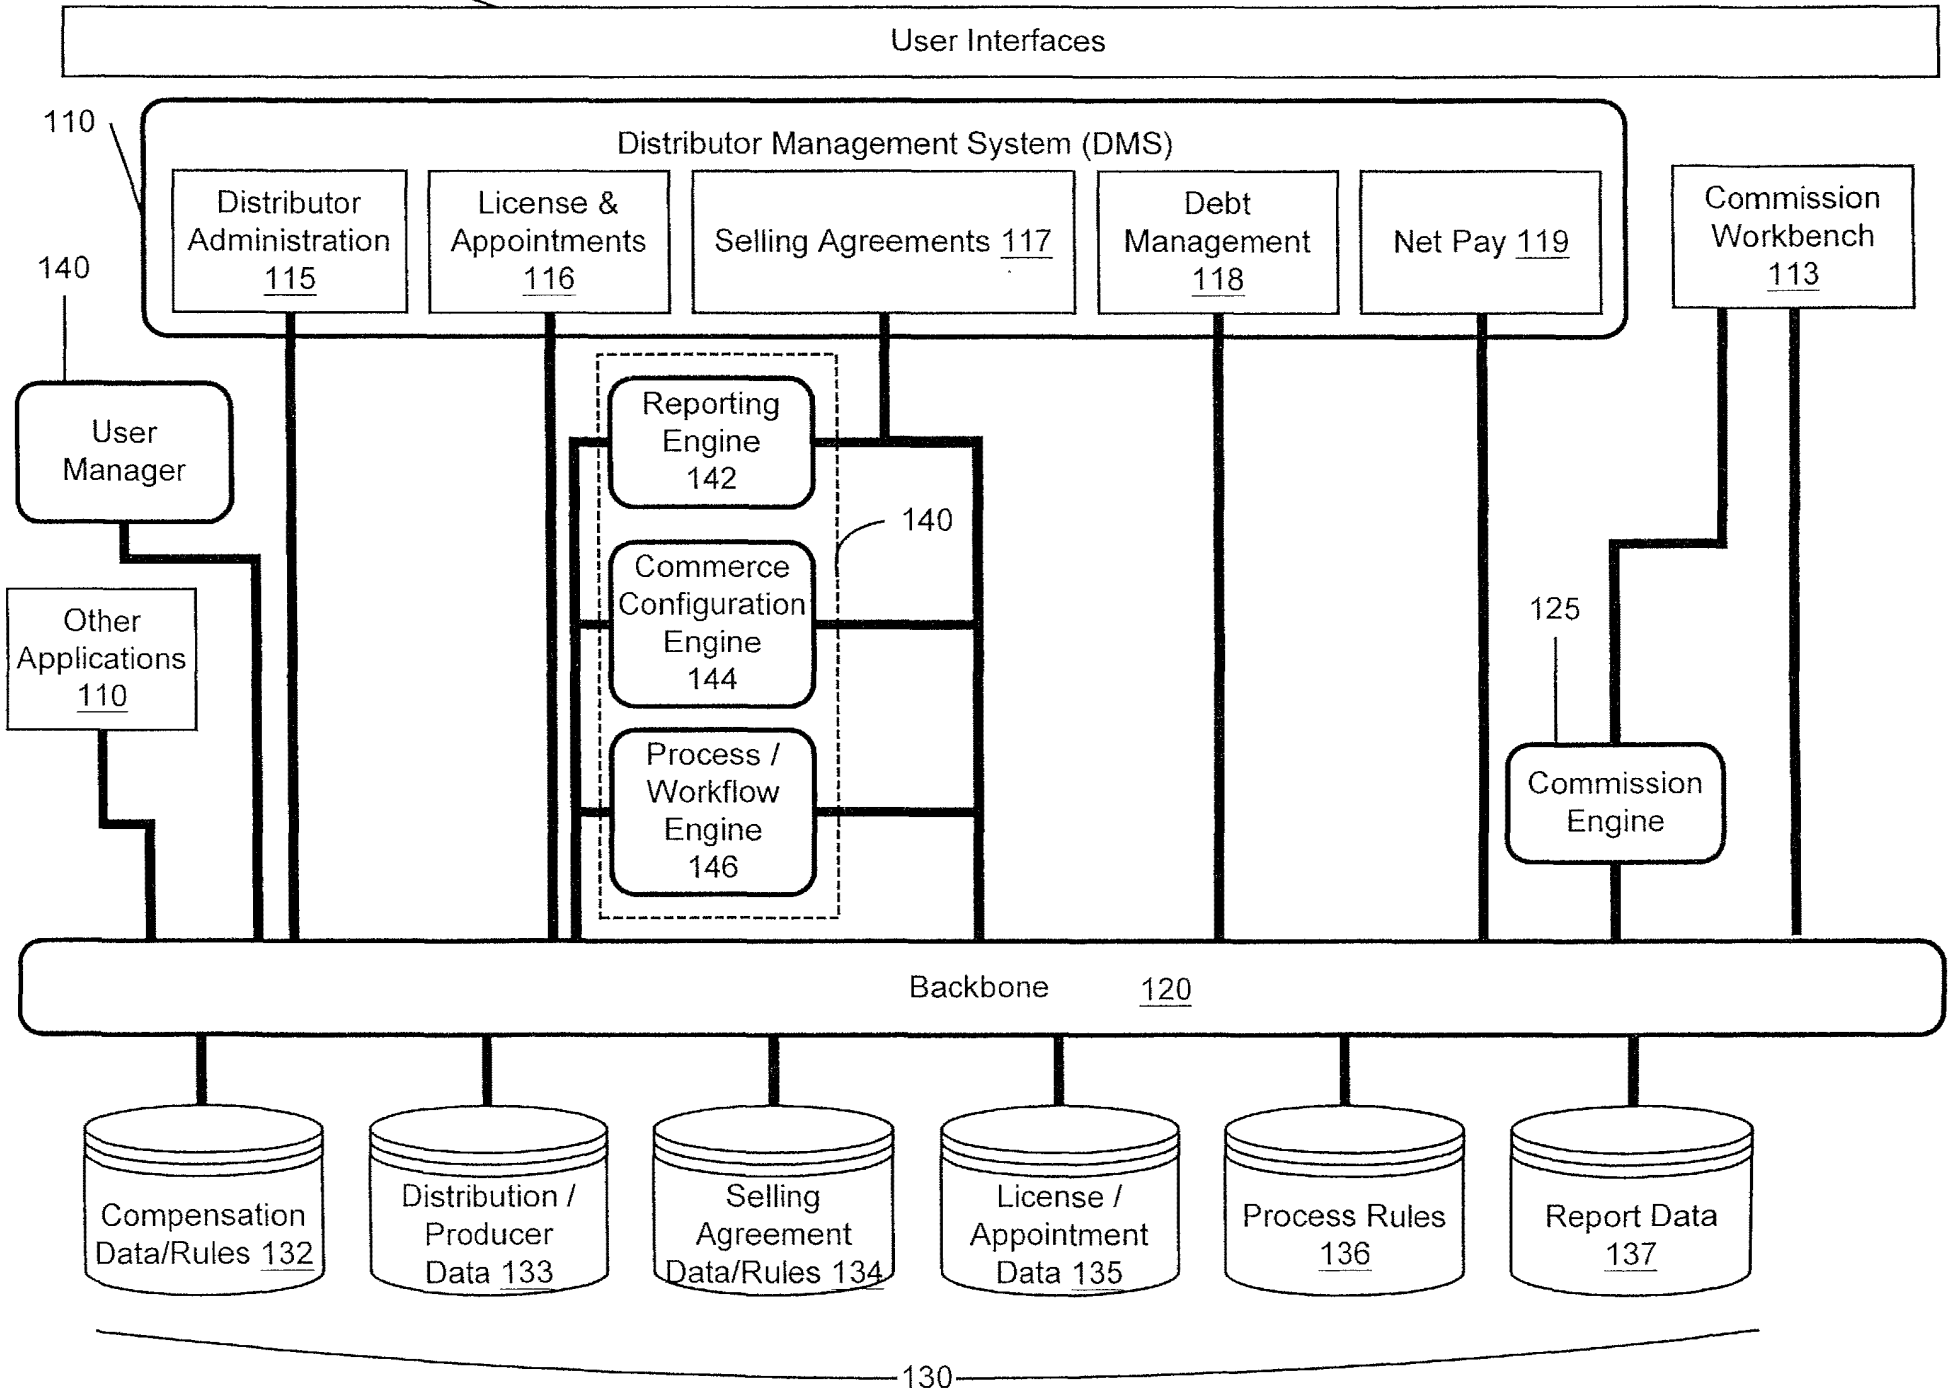 User Interfaces
110
Distributor Management System (DMS)
Distributor
Administration
115
License &
Appointments
116
Selling Agreements 117
Debt
Management
118
Net Pay 119
Commission
Workbench
113
140
User
Manager
Reporting
Engine
142
140
Commerce
Configuration
Engine
144
Other
Applications
110
125
Process /
Workflow
Engine
146
Commission
Engine
Backbone 120
Compensation
Data/Rules 132
Distribution /
Producer
Data 133
Selling
Agreement
Data/Rules 134
License /
Appointment
Data 135
Process Rules
136
Report Data
137
130